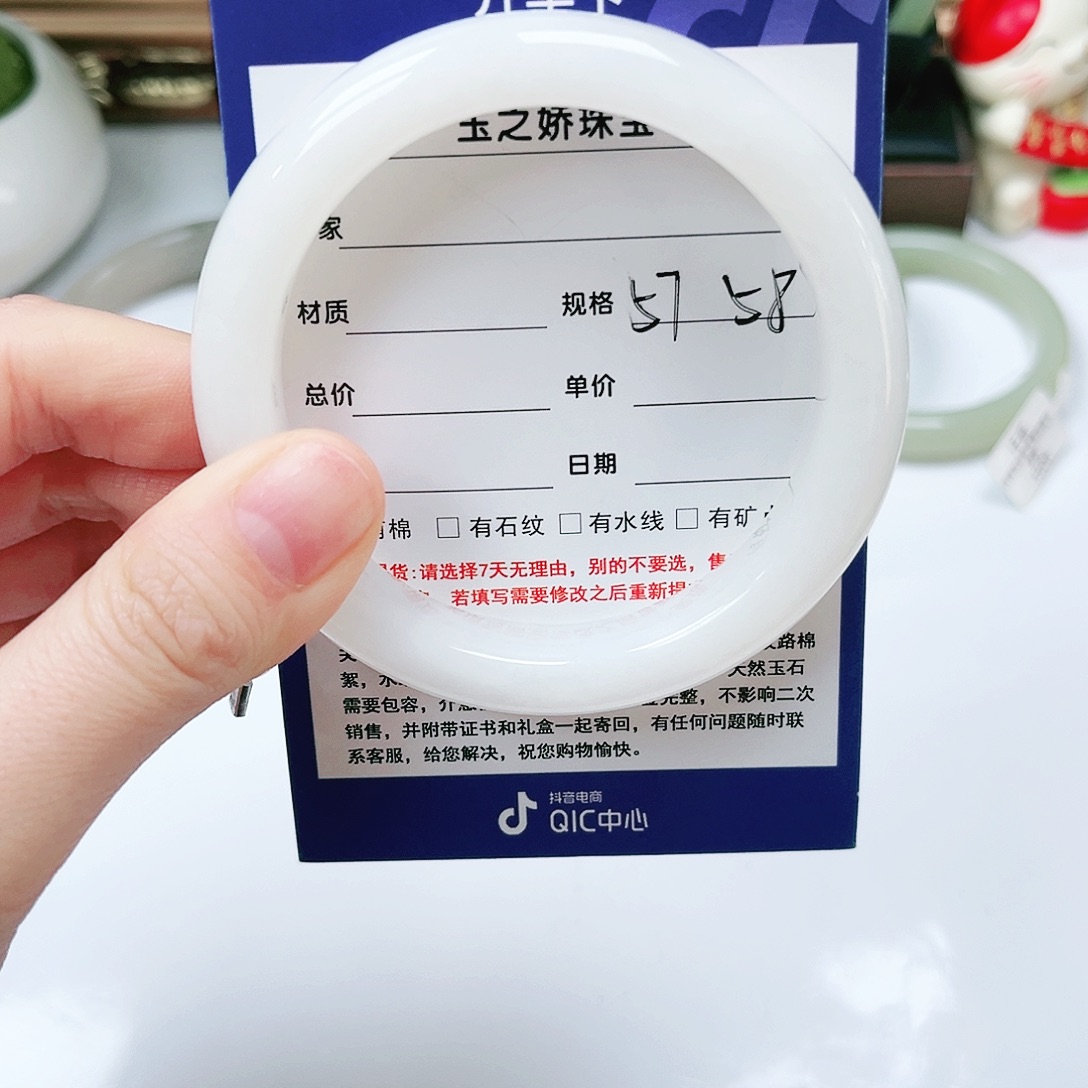 玉之娇珠宝
家
材质 规格 57 58
总价 单价
日期
棉 □ 有石纹 □ 有水线 □ 有矿
货:请选择7天无理由，别的不要选，售
若填写需要修改之后重新提
路棉
絮，水 天然玉石
需要包容，介意 完整，不影响二次
销售，并附带证书和礼盒一起寄回，有任何问题随时联
系客服，给您解决，祝您购物愉快。
抖音电商
QIC中心